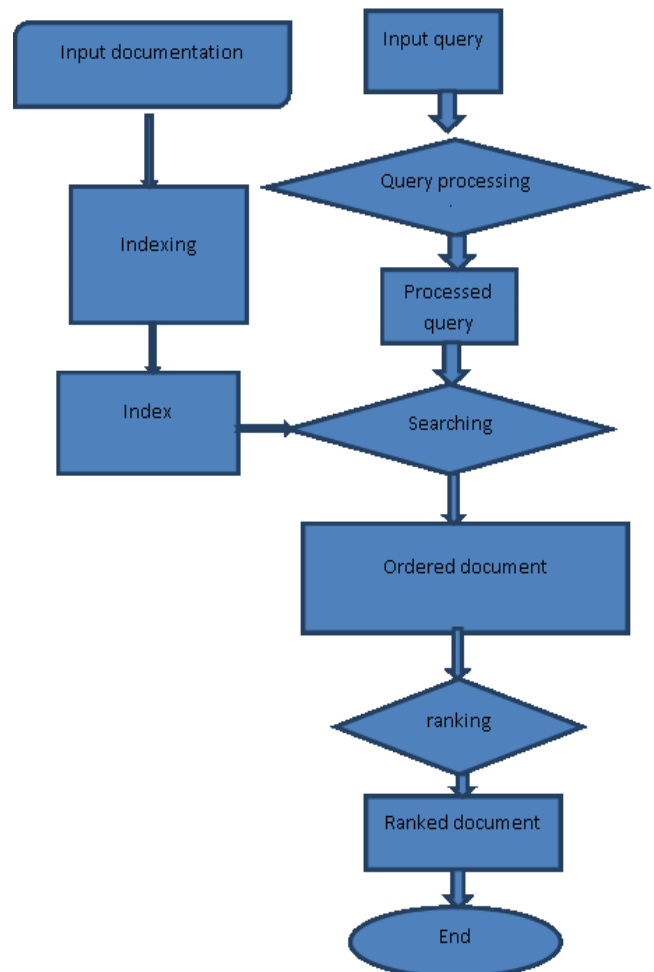 Input documentation
Input query
Query processing
.
Indexing
Processed
query
Index
Searching
Ordered document
ranking
Ranked document
End